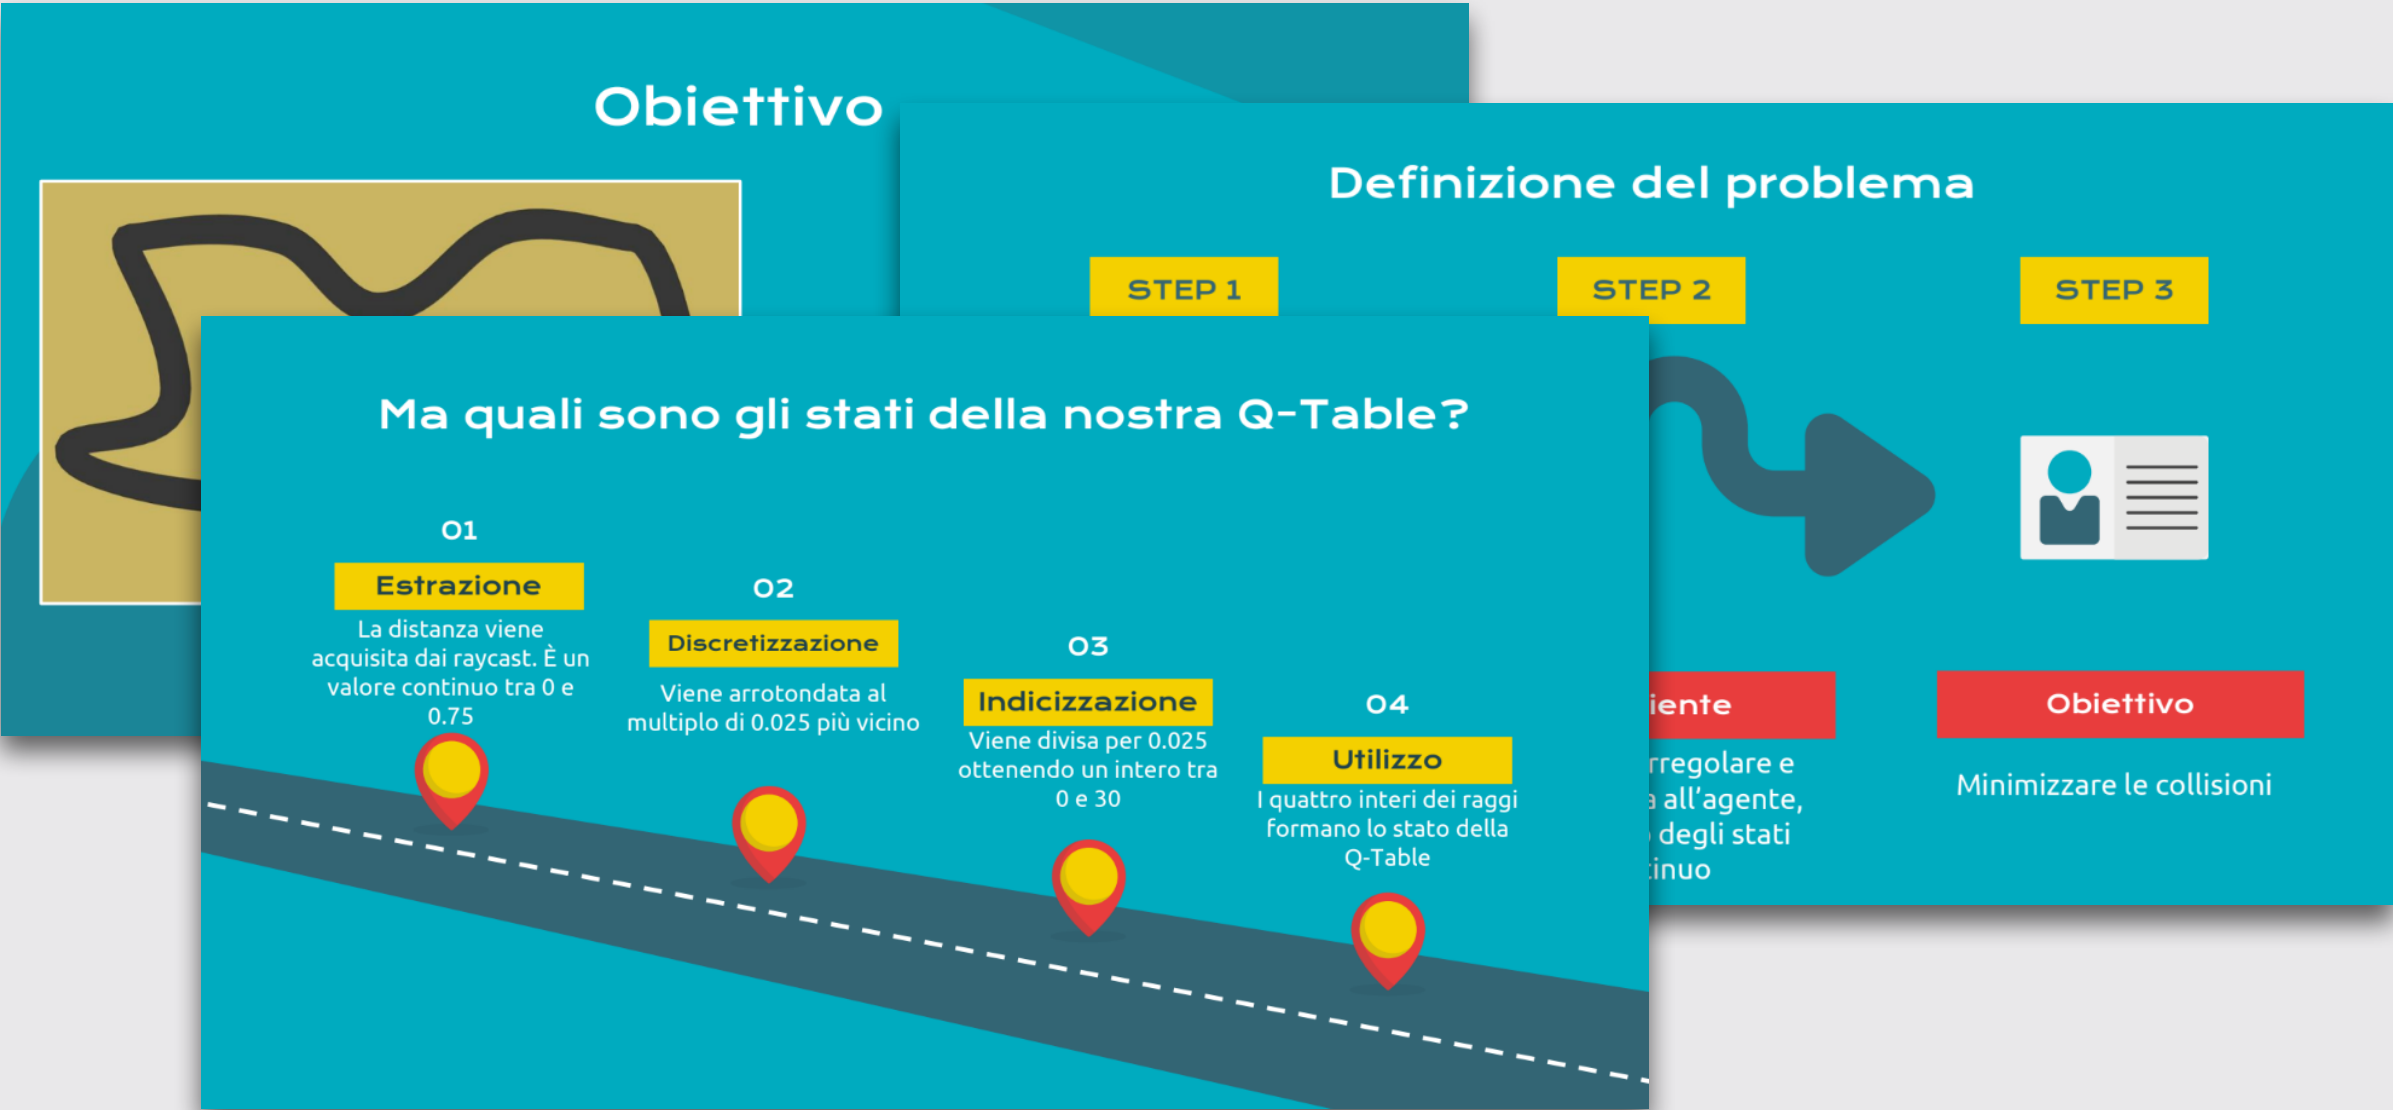 Obiettivo
Definizione del problema
STEP 1
STEP 2
STEP 3
Obiettivo
Minimizzare le collisioni
all’agente,
degli stati
Ma quali sono gli stati della nostra Q-Table?
01
Estrazione
La distanza viene
acquisita dai raycast. È un
valore continuo tra 0 e
0.75
02
Discretizzazione
Viene arrotondata al
multiplo di 0.025 più vicino
03
Indicizzazione
Viene divisa per 0.025
ottenendo un intero tra
0 e 30
04
Utilizzo
I quattro interi dei raggi
formano lo stato della
Q-Table